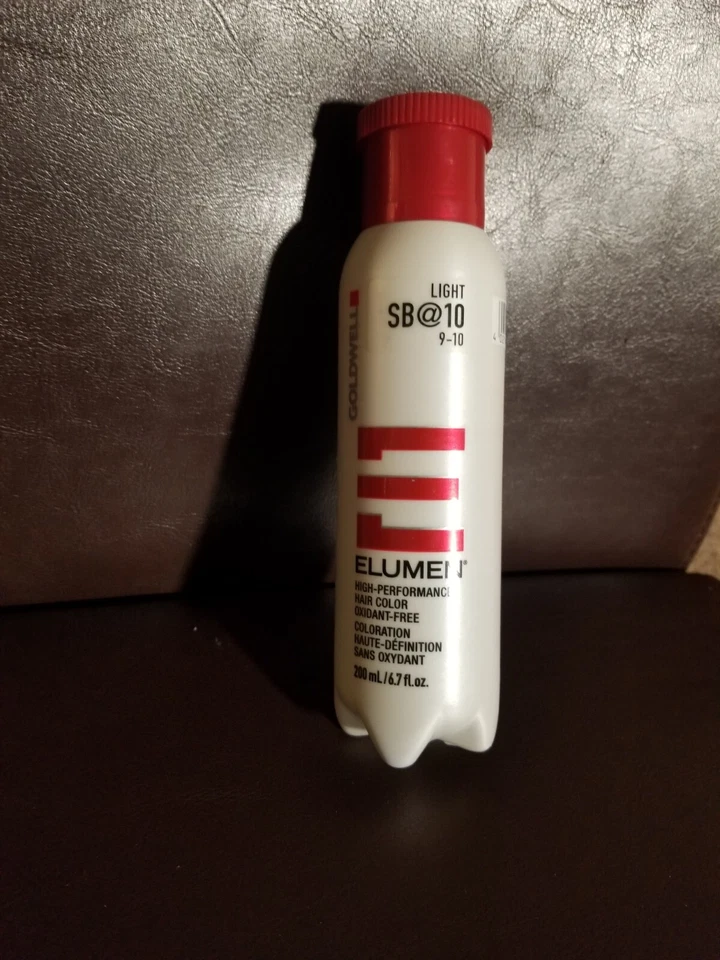 LIGHT
SB@10
9-10
GOLDWELL
ELUMEN®
HIGH-PERFORMANCE
HAIR COLOR
OXIDANT-FREE
COLORATION
HAUTE-DÉFINITION
SANS OXYDANT
200 mL/6.7 fl.oz.